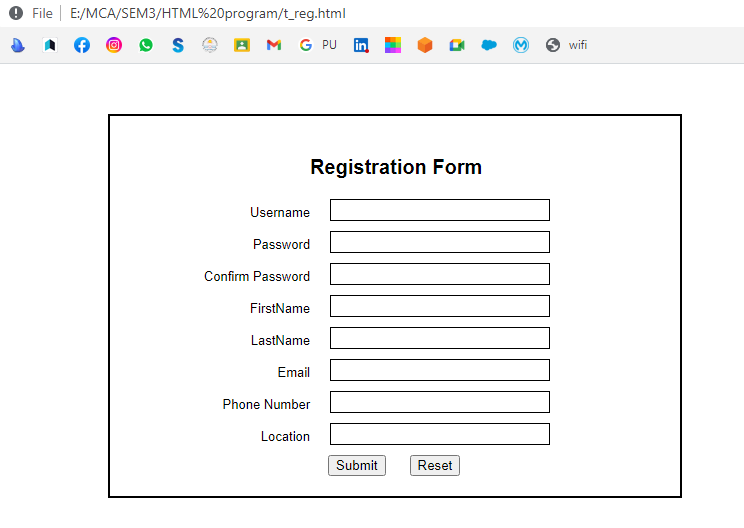 File E:/MCA/SEM3/HTML%20program/t_reg.html
PU wifi
Registration Form
Username
Password
Confirm Password
FirstName
LastName
Email
Phone Number
Location
Submit Reset